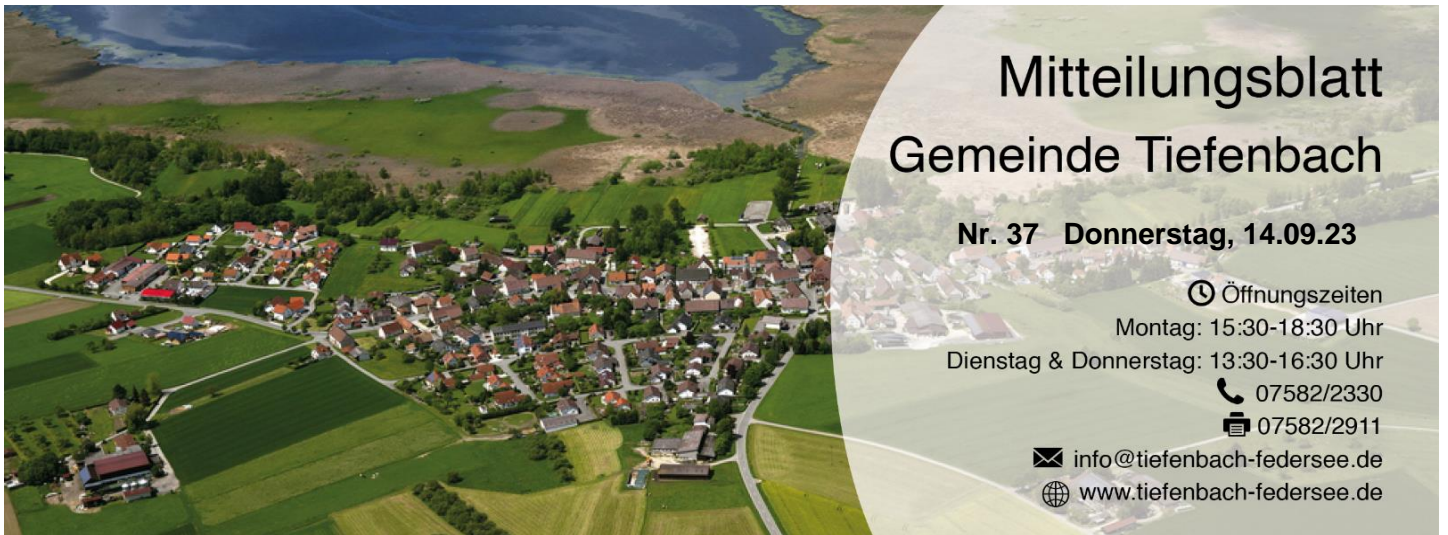 Mitteilungsblatt
Gemeinde Tiefenbach
Nr. 37 Donnerstag, 14.09.23
Öffnungszeiten
Montag: 15:30-18:30 Uhr
Dienstag & Donnerstag: 13:30-16:30 Uhr
07582/2330
07582/2911
info@tiefenbach-federsee.de
www.tiefenbach-federsee.de